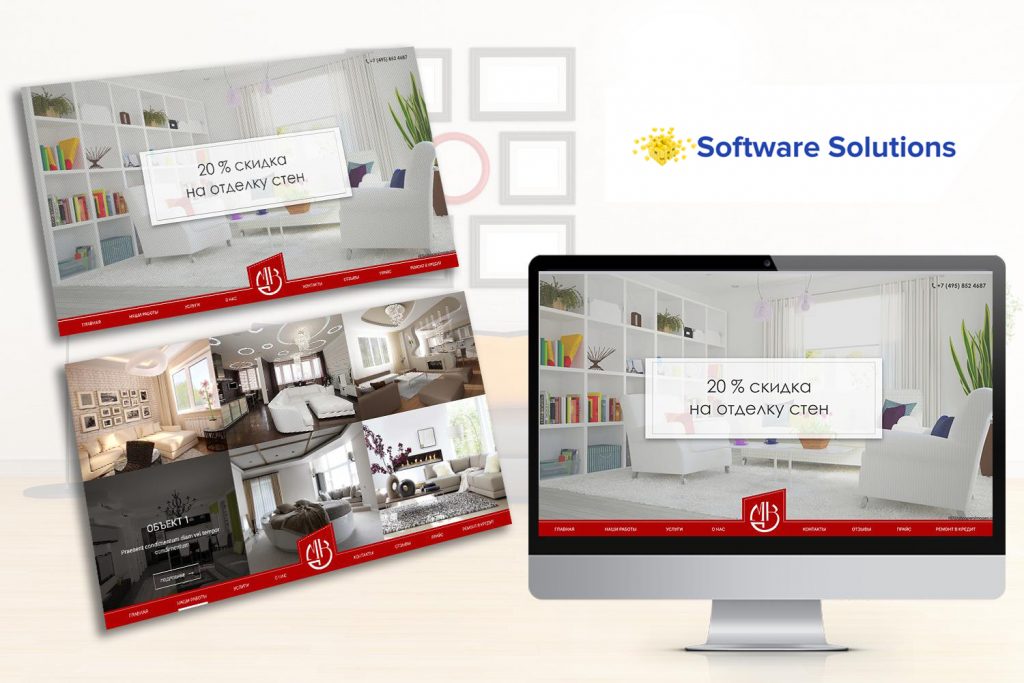 +7 (495) 852 4687
20 % скидка
на отделку стен
ГЛАВНАЯ НАШИ РАБОТЫ УСЛУГИ О НАС КОНТАКТЫ ОТЗЫВЫ ПРАЙС РЕМОНТ В КРЕДИТ
ОБЪЕКТ 1
Praesent condimentum diam vel tempor
condimentum
ПОДРОБНЕЕ
ГЛАВНАЯ НАШИ РАБОТЫ УСЛУГИ О НАС КОНТАКТЫ ОТЗЫВЫ ПРАЙС РЕМОНТ В КРЕДИТ
Software Solutions
+7 (495) 852 4687
20 % скидка
на отделку стен
ГЛАВНАЯ НАШИ РАБОТЫ УСЛУГИ О НАС КОНТАКТЫ ОТЗЫВЫ ПРАЙС РЕМОНТ В КРЕДИТ